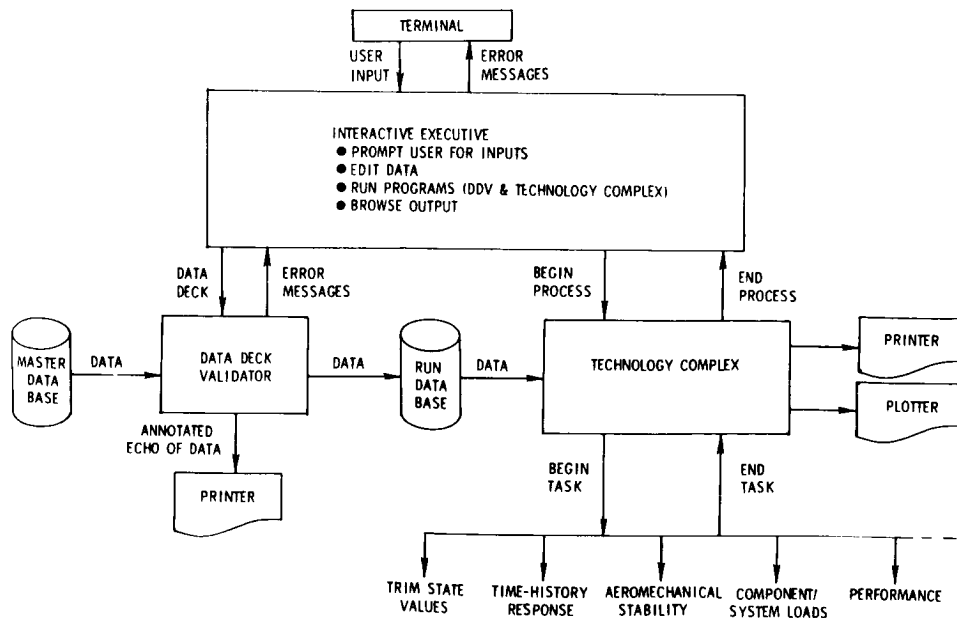 TERMINAL
USER
INPUT
ERROR
MESSAGES
INTERACTIVE EXECUTIVE
● PROMPT USER FOR INPUTS
● EDIT DATA
● RUN PROGRAMS (DDV & TECHNOLOGY COMPLEX)
● BROWSE OUTPUT
DATA
DECK
ERROR
MESSAGES
BEGIN
PROCESS
END
PROCESS
MASTER
DATA
BASE
DATA
DATA DECK
VALIDATOR
DATA
RUN
DATA
BASE
DATA
TECHNOLOGY COMPLEX
PRINTER
PLOTTER
ANNOTATED
ECHO OF DATA
PRINTER
BEGIN
TASK
END
TASK
TRIM STATE
VALUES
TIME-HISTORY
RESPONSE
AEROMECHANICAL
STABILITY
COMPONENT/
SYSTEM LOADS
PERFORMANCE